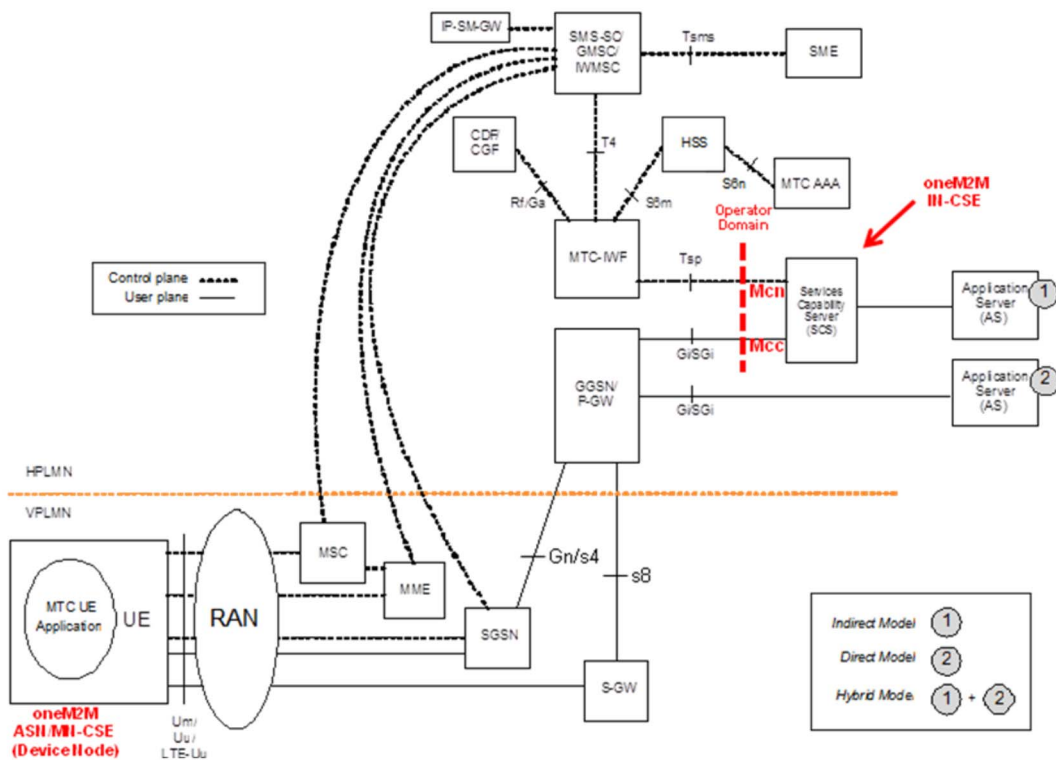 IP-SM-GW
SMS-SC/
GMSC/
IWMSC
Tsms
SME
CDF/
CGF
T4
HSS
Rf/Ga
S6m
S6n
MTC AAA
oneM2M
IN-CSE
Operator
Domain
MTC-IWF
Tsp
Control plane
User plane
Mcn
Services
Capability
Server
(SCS)
Application
Server
(AS)
1
Gi/SGi
Mcc
GGSN/
P-GW
Gi/SGi
Application
Server
(AS)
2
HPLMN
VPLMN
MSC
Gn/s4
s8
MME
MTC UE
Application
UE
RAN
SGSN
S-GW
Indirect Model
1
Direct Model
2
Hybrid Model
1 + 2
oneM2M
ASN/MN-CSE
(Device Node)
Um/
Uu/
LTE-Uu